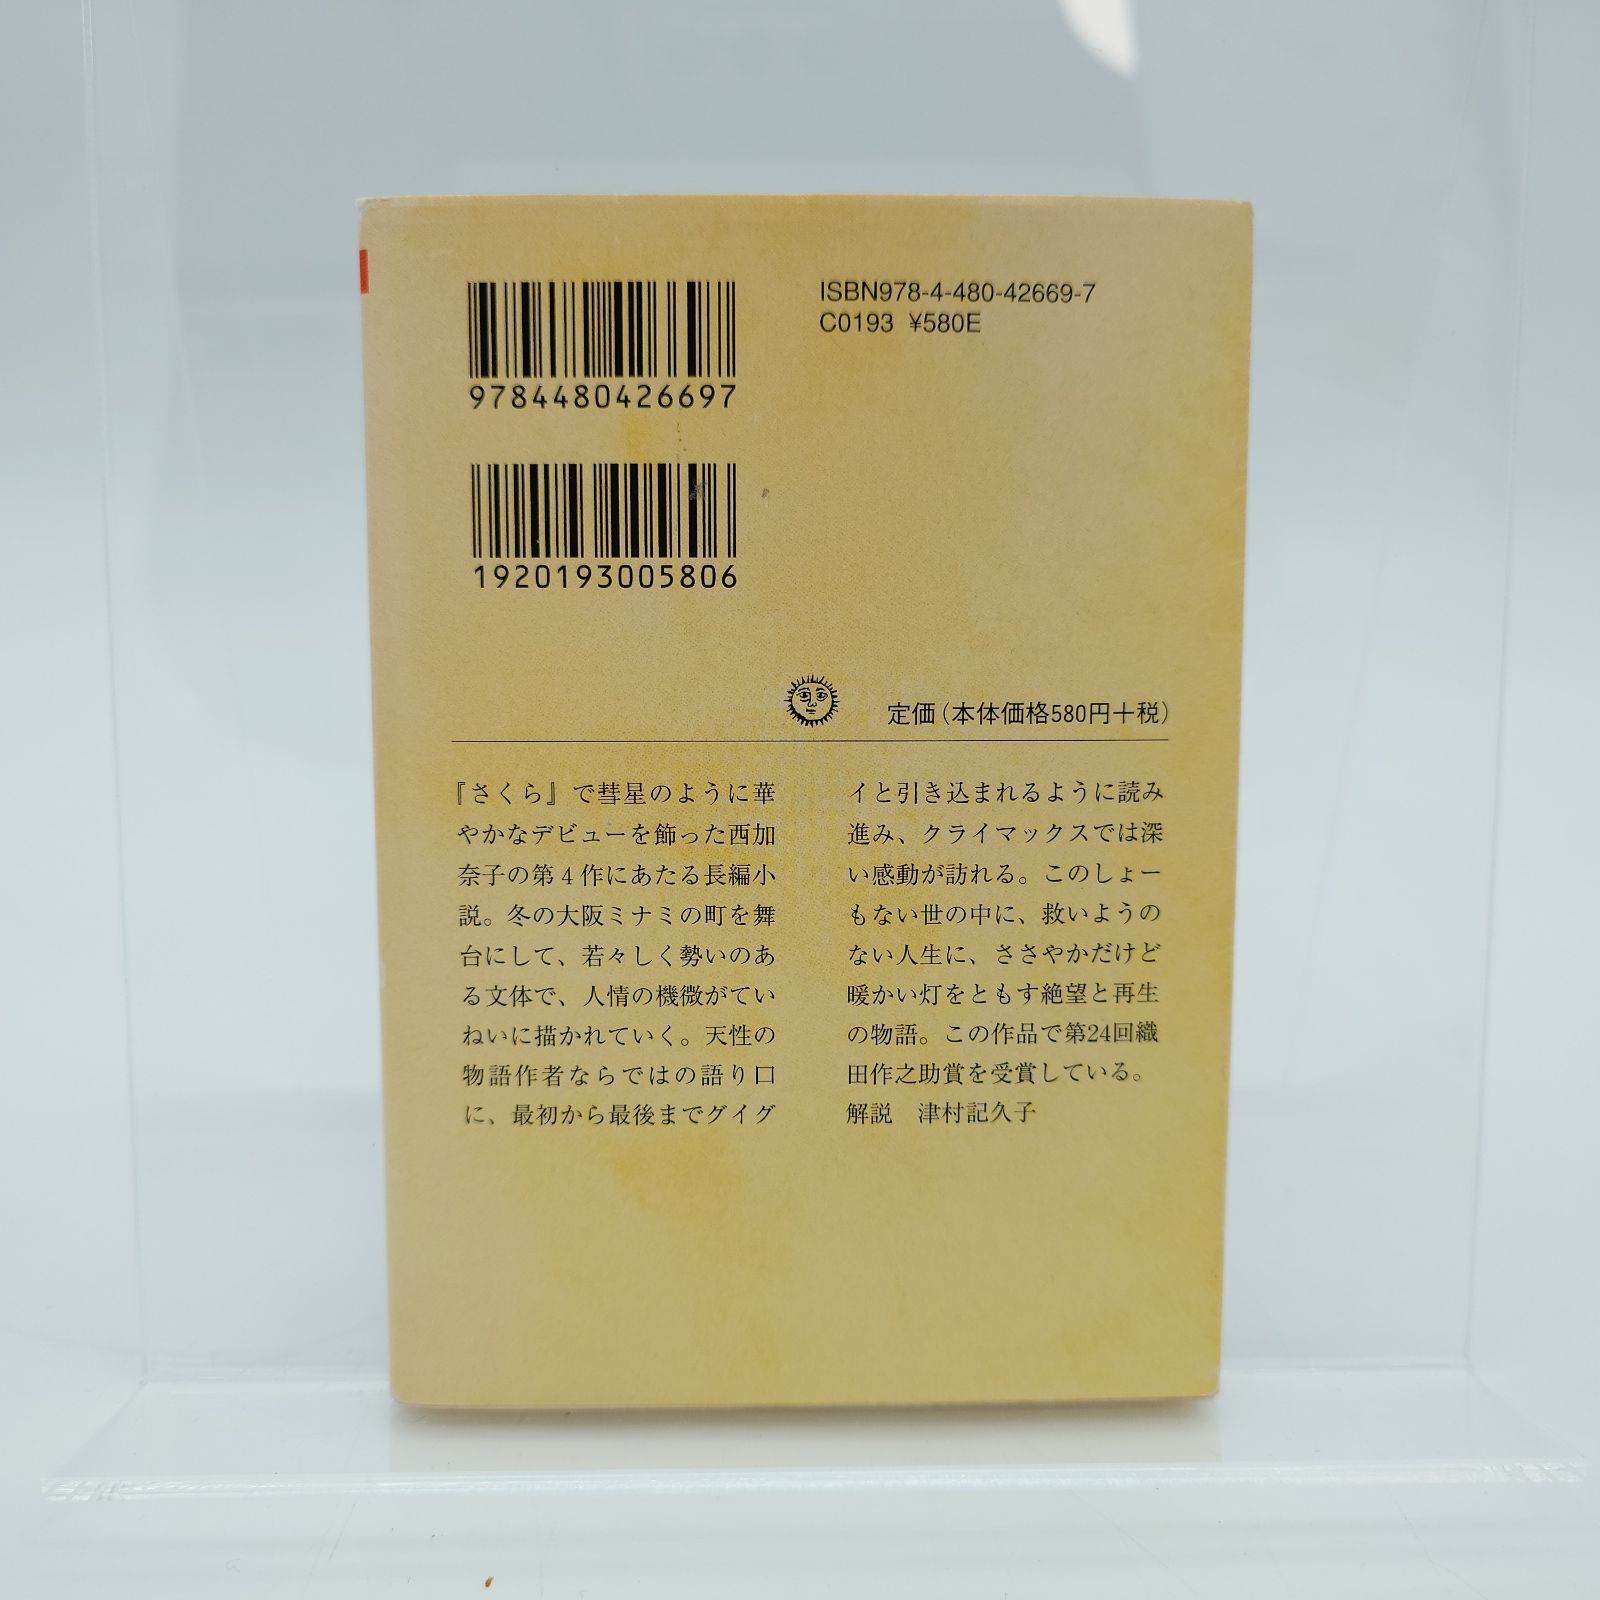 9784480426697
ISBN978-4-480-42669-7
C0193 ¥580E
1920193005806
定価(本体価格580円+税)
『さくら』で彗星のように華
やかなデビューを飾った西加
奈子の第4作にあたる長編小
説。冬の大阪ミナミの町を舞
台にして、若々しく勢いのあ
る文体で、人情の機微がてい
ねいに描かれていく。天性の
物語作者ならではの語り口
に、最初から最後までグイグ
イと引き込まれるように読み
進み、クライマックスでは深
い感動が訪れる。このしょー
もない世の中に、救いようの
ない人生に、ささやかだけど
暖かい灯をともす絶望と再生
の物語。この作品で第24回織
田作之助賞を受賞している。
解説 津村記久子